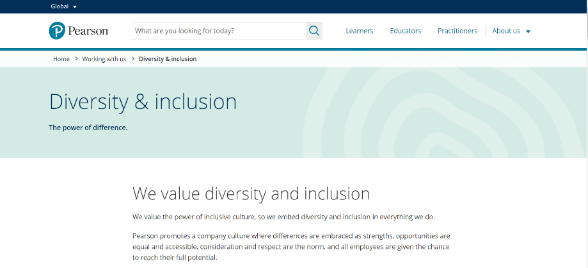 Global
Pearson
What are you looking for today?
Learners Educators Practitioners About us
Home > Working with us > Diversity & inclusion
Diversity & inclusion
The power of difference.
We value diversity and inclusion
We value the power of inclusive culture, so we embed diversity and inclusion in everything we do.
Pearson promotes a company culture where differences are embraced as strengths, opportunities are
equal and accessible, consideration and respect are the norm, and all employees are given the chance
to reach their full potential.